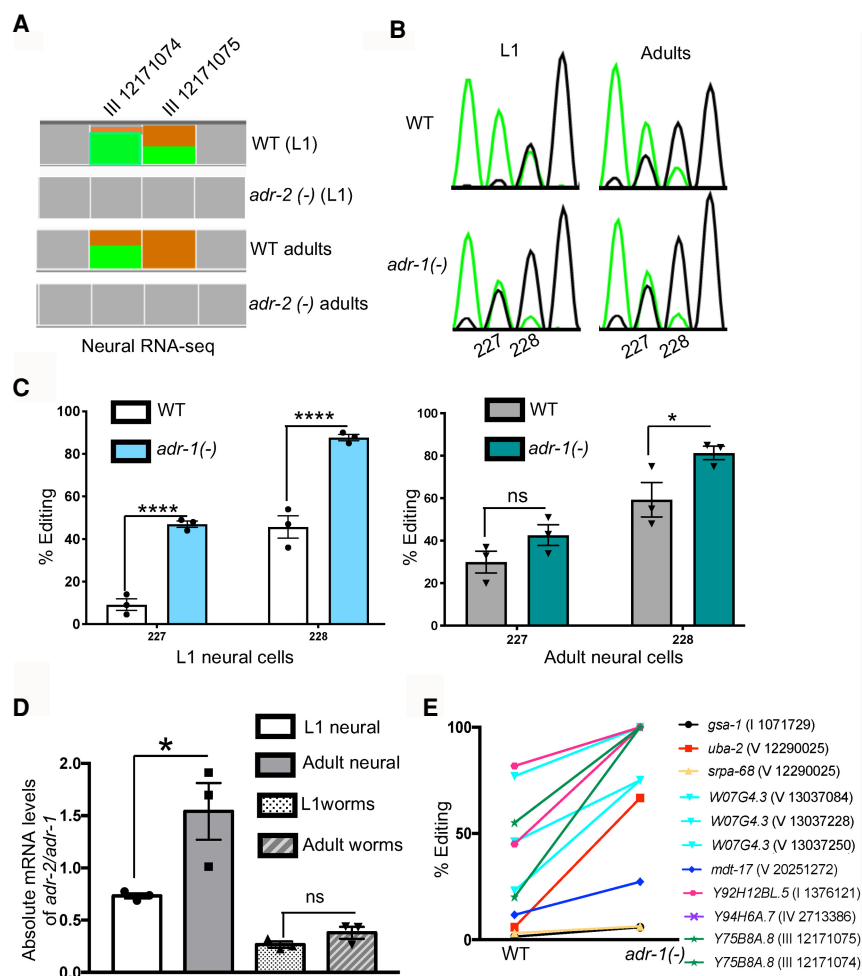 A
III 12171074
III 12171075
WT (L1)
adr-2 (-) (L1)
WT adults
adr-2 (-) adults
Neural RNA-seq
B
L1
Adults
WT
adr-1(-)
227
228
227
228
C
WT
adr-1(-)
% Editing
100
80
60
40
20
0
****
****
227
228
L1 neural cells
WT
adr-1(-)
% Editing
100
80
60
40
20
0
ns
*
227
228
Adult neural cells
D
L1 neural
Adult neural
L1worms
Adult worms
Absolute mRNA levels
of adr-2/adr-1
2.0
1.5
1.0
0.5
0.0
*
ns
E
% Editing
100
50
0
WT
adr-1(-)
gsa-1 (I 1071729)
uba-2 (V 12290025)
srpa-68 (V 12290025)
W07G4.3 (V 13037084)
W07G4.3 (V 13037228)
W07G4.3 (V 13037250)
mdt-17 (V 20251272)
Y92H12BL.5 (I 1376121)
Y94H6A.7 (IV 2713386)
Y75B8A.8 (III 12171075)
Y75B8A.8 (III 12171074)